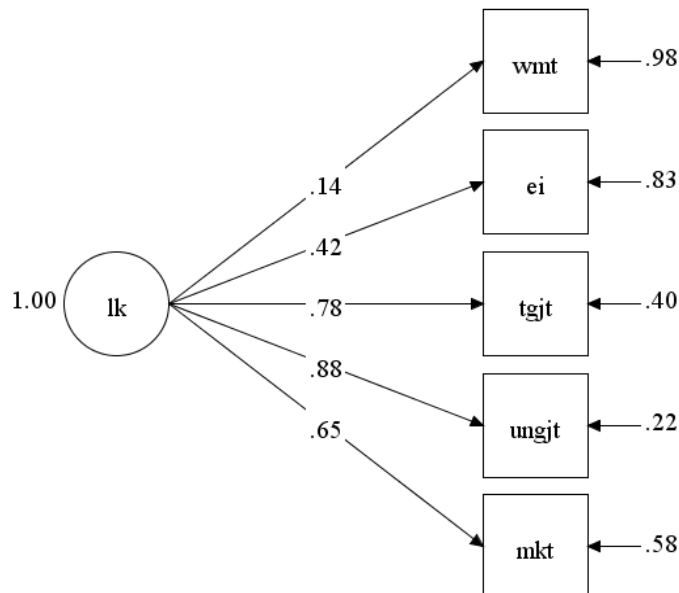 wmt
.98
.14
ei
.83
.42
1.00
lk
.78
tgjt
.40
.88
ungjt
.22
.65
mkt
.58